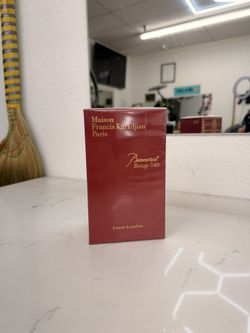 Maison
Francis Kurkdjian
Paris
Baccarat
Rouge 540
Extrait de parfum